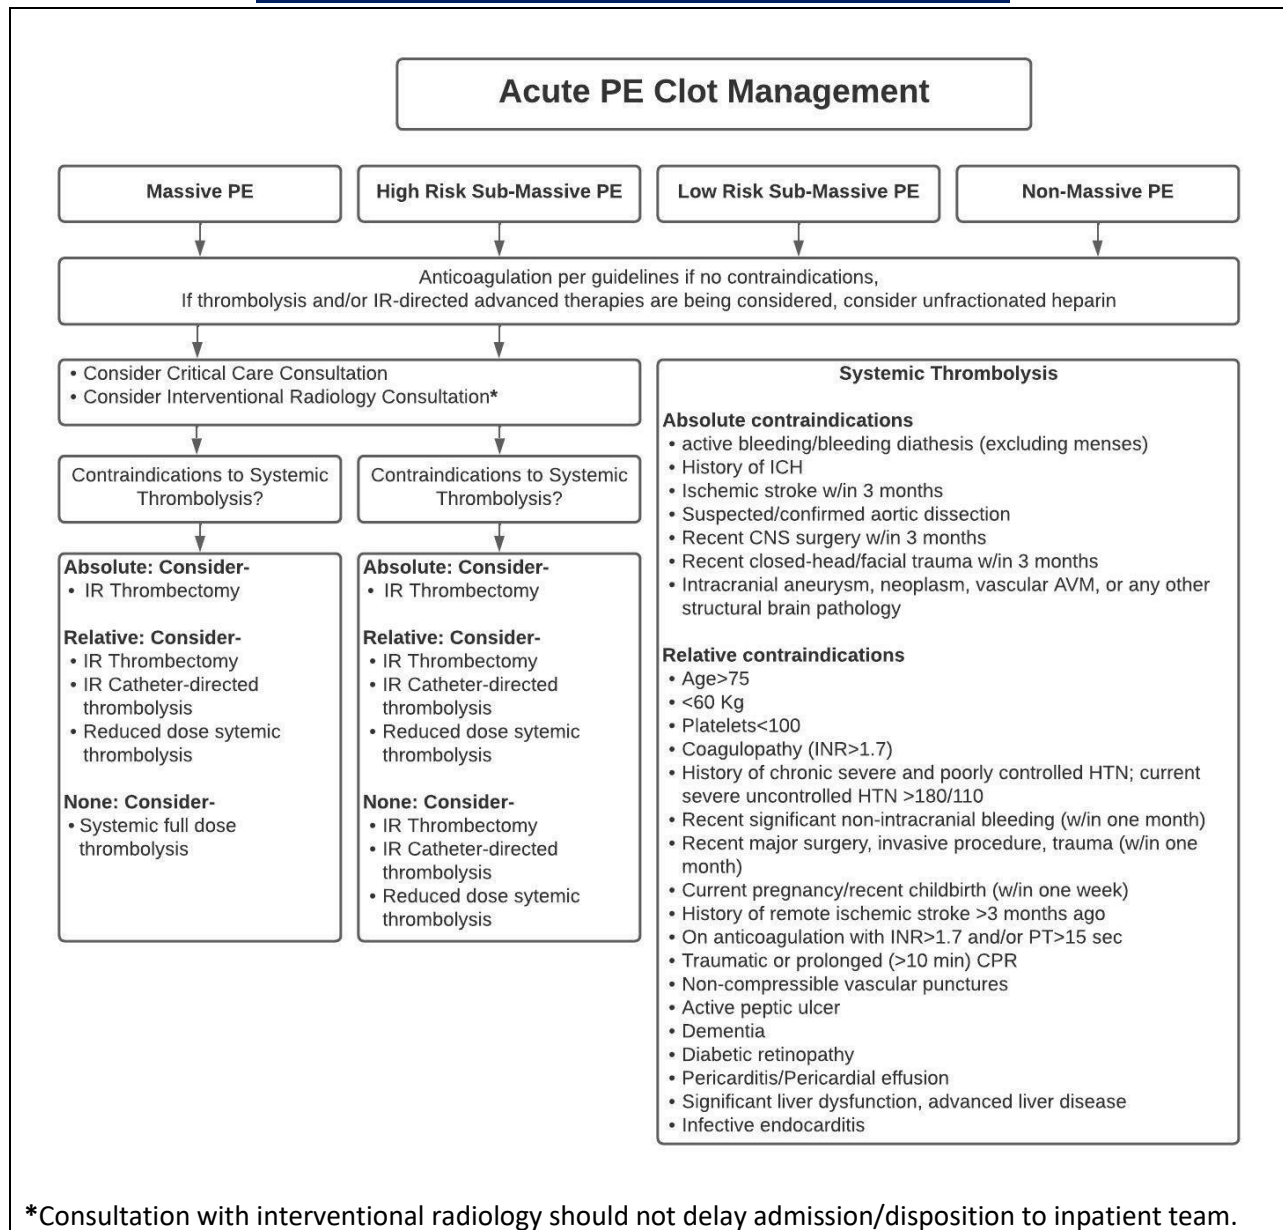 Acute PE Clot Management
Massive PE
High Risk Sub-Massive PE
Low Risk Sub-Massive PE
Non-Massive PE
Anticoagulation per guidelines if no contraindications,
If thrombolysis and/or IR-directed advanced therapies are being considered, consider unfractionated heparin
• Consider Critical Care Consultation
• Consider Interventional Radiology Consultation*
Contraindications to Systemic
Thrombolysis?
Absolute: Consider-
• IR Thrombectomy
Relative: Consider-
• IR Thrombectomy
• IR Catheter-directed
thrombolysis
• Reduced dose sytemic
thrombolysis
None: Consider-
• Systemic full dose
thrombolysis
Contraindications to Systemic
Thrombolysis?
Absolute: Consider-
• IR Thrombectomy
Relative: Consider-
• IR Thrombectomy
• IR Catheter-directed
thrombolysis
• Reduced dose sytemic
thrombolysis
None: Consider-
• IR Thrombectomy
• IR Catheter-directed
thrombolysis
• Reduced dose sytemic
thrombolysis
Systemic Thrombolysis
Absolute contraindications
• active bleeding/bleeding diathesis (excluding menses)
• History of ICH
• Ischemic stroke w/in 3 months
• Suspected/confirmed aortic dissection
• Recent CNS surgery w/in 3 months
• Recent closed-head/facial trauma w/in 3 months
• Intracranial aneurysm, neoplasm, vascular AVM, or any other
structural brain pathology
Relative contraindications
• Age>75
• <60 Kg
• Platelets<100
• Coagulopathy (INR>1.7)
• History of chronic severe and poorly controlled HTN; current
severe uncontrolled HTN >180/110
• Recent significant non-intracranial bleeding (w/in one month)
• Recent major surgery, invasive procedure, trauma (w/in one
month)
• Current pregnancy/recent childbirth (w/in one week)
• History of remote ischemic stroke >3 months ago
• On anticoagulation with INR>1.7 and/or PT>15 sec
• Traumatic or prolonged (>10 min) CPR
• Non-compressible vascular punctures
• Active peptic ulcer
• Dementia
• Diabetic retinopathy
• Pericarditis/Pericardial effusion
• Significant liver dysfunction, advanced liver disease
• Infective endocarditis
*Consultation with interventional radiology should not delay admission/disposition to inpatient team.